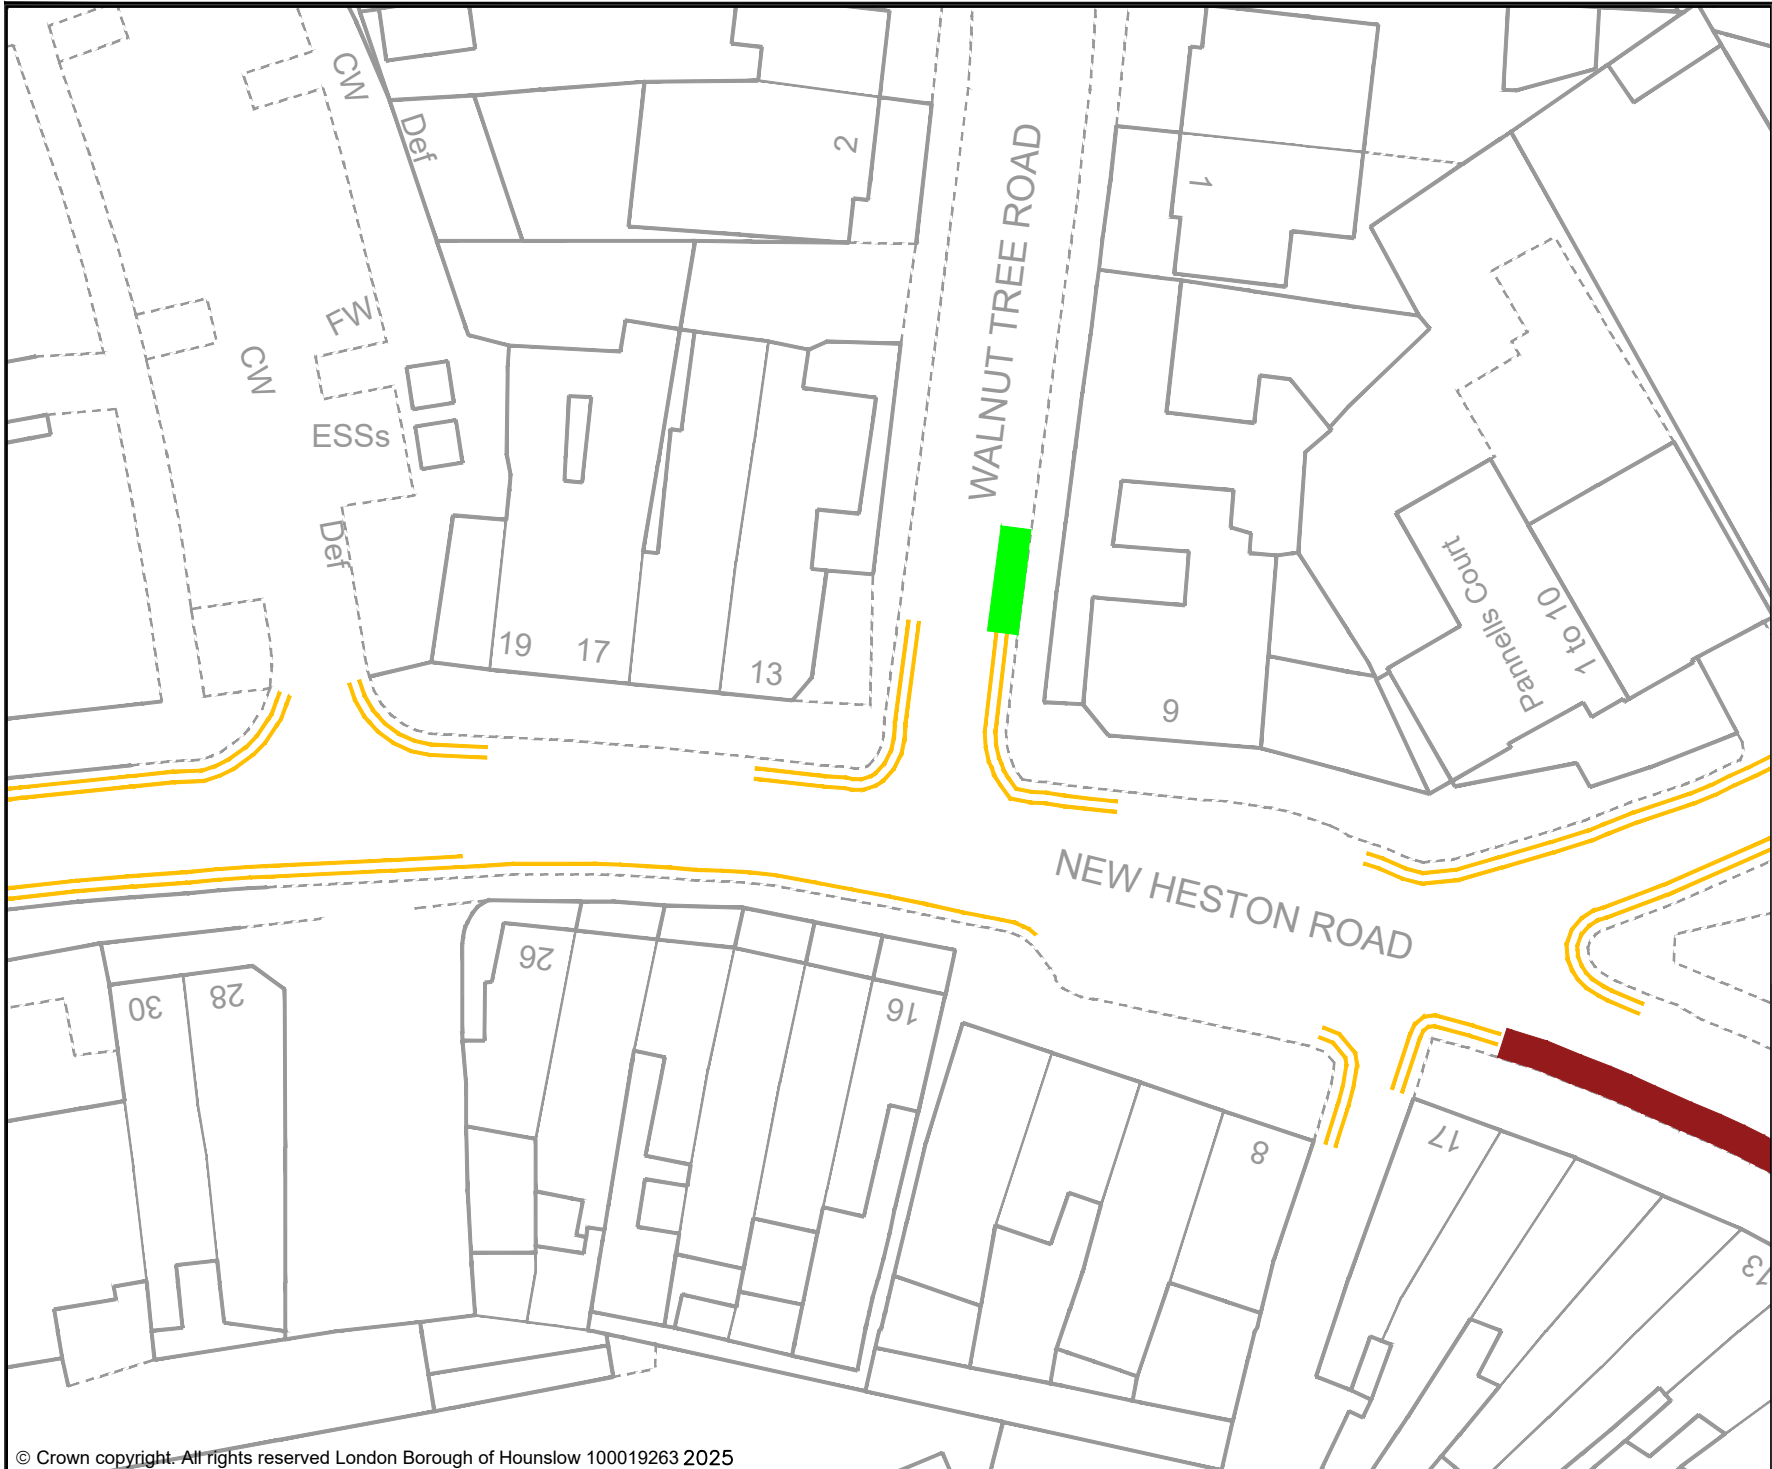 CW
Def
2
WALNUT TREE ROAD
1
FW
CW
ESSs
Def
19
17
13
9
Pannells Court
1 to 10
NEW HESTON ROAD
30
28
26
16
8
17
13
© Crown copyright. All rights reserved London Borough of Hounslow 100019263 2025